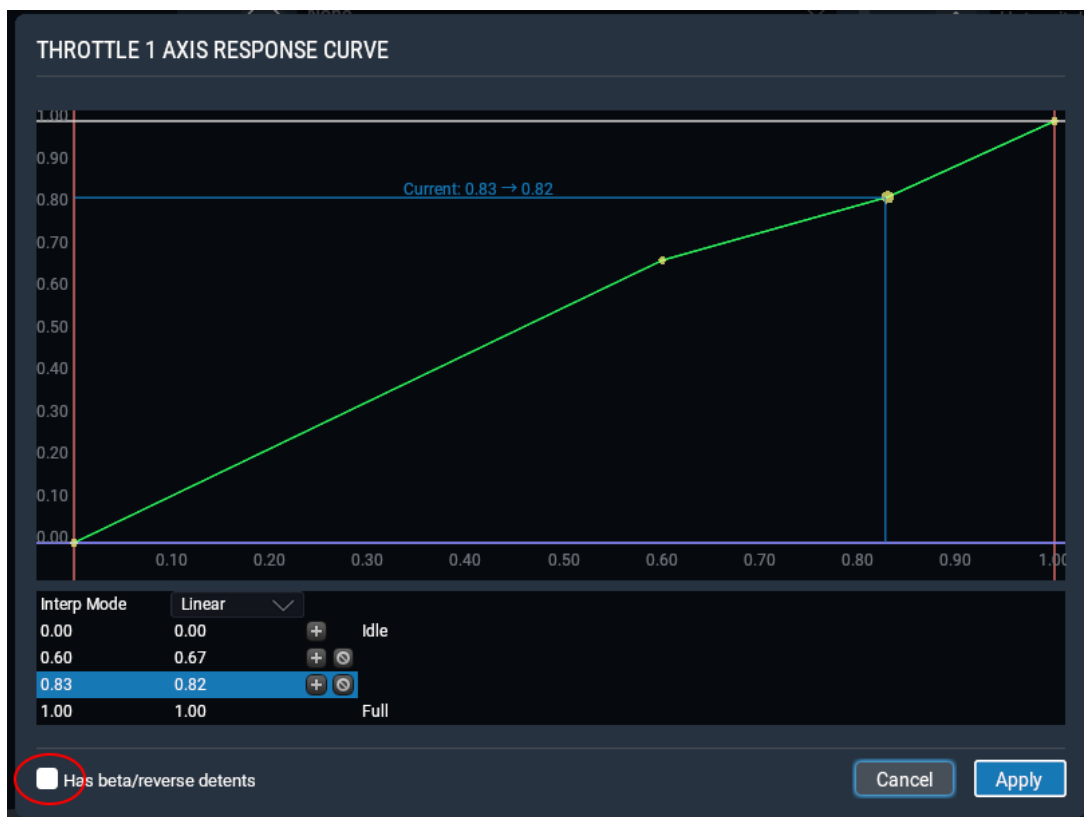 THROTTLE 1 AXIS RESPONSE CURVE
1.00
0.90
0.80
0.70
0.60
0.50
0.40
0.30
0.20
0.10
0.00
Current: 0.83 → 0.82
0.10 0.20 0.30 0.40 0.50 0.60 0.70 0.80 0.90 1.00
Interp Mode Linear
0.00 0.00 + Idle
0.60 0.67 +
0.83 0.82 +
1.00 1.00 Full
Has beta/reverse detents Cancel Apply